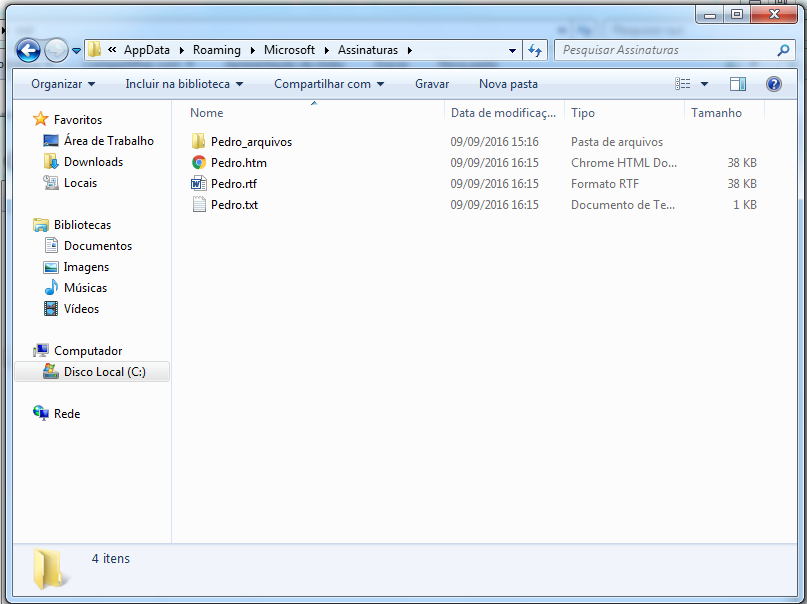 « AppData Roaming Microsoft Assinaturas
Pesquisar Assinaturas
Organizar Incluir na biblioteca Compartilhar com Gravar Nova pasta
Favoritos
Área de Trabalho
Downloads
Locais
Bibliotecas
Documentos
Imagens
Músicas
Vídeos
Computador
Disco Local (C:)
Rede
Nome Data de modificaç... Tipo Tamanho
Pedro_arquivos 09/09/2016 15:16 Pasta de arquivos
Pedro.htm 09/09/2016 16:15 Chrome HTML Do... 38 KB
Pedro.rtf 09/09/2016 16:15 Formato RTF 38 KB
Pedro.txt 09/09/2016 16:15 Documento de Te... 1 KB
4 itens